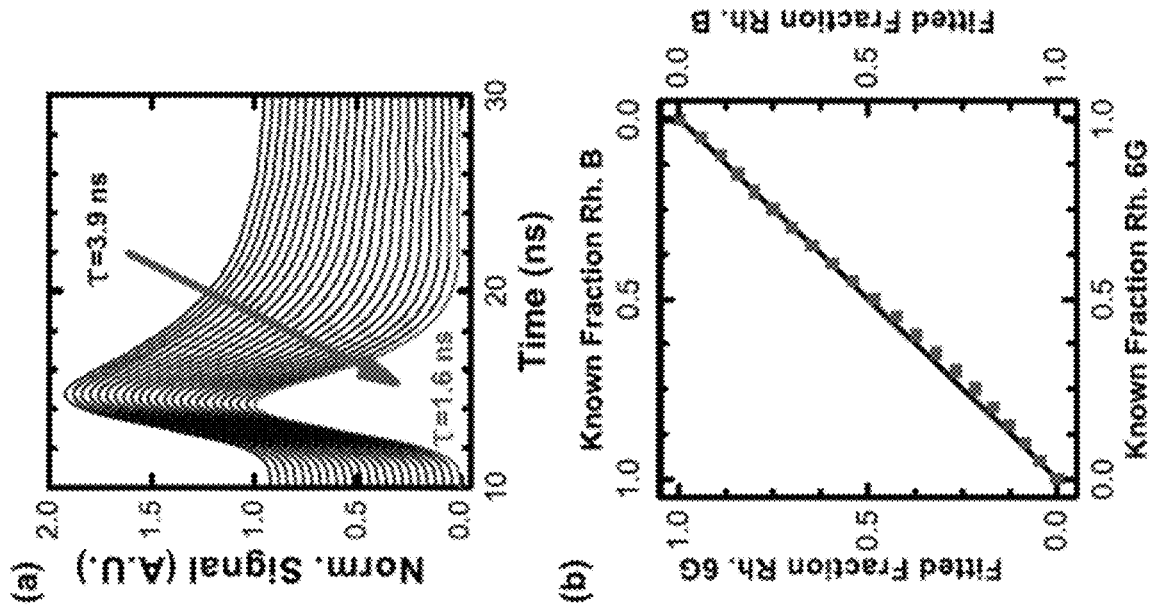 (a)
2.0
1.5
1.0
0.5
0.0
Norm. Signal (A.U.)
τ=3.9 ns
τ=1.6 ns
10
20
30
Time (ns)
(b)
Known Fraction Rh. B
1.0
0.5
0.0
Fitted Fraction Rh. 6G
1.0
0.5
0.0
Fitted Fraction Rh. B
0.0
0.5
1.0
0.0
0.5
1.0
Known Fraction Rh. 6G